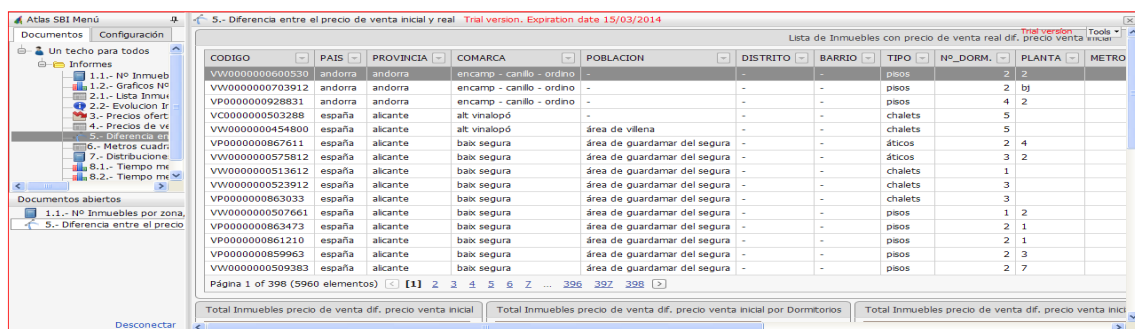 Atlas SBI Menú
Documentos Configuración
Un techo para todos
Informes
1.1.- Nº Inmueb
1.2.- Graficos Nº
2.1.- Lista Inmue
2.2- Evolucion Ir
3.- Precios ofert
4.- Precios de ve
5.- Diferencia en
6.- Metros cuadra
7.- Distribucione
8.1.- Tiempo me
8.2.- Tiempo me
Documentos abiertos
1.1.- Nº Inmuebles por zona,
5.- Diferencia entre el precio
Desconectar
5.- Diferencia entre el precio de venta inicial y real Trial version. Expiration date 15/03/2014
Lista de Inmuebles con precio de venta real dif. precio venta inicial
Trial version Tools
CODIGO PAIS PROVINCIA COMARCA POBLACION DISTRITO BARRIO TIPO Nº_DORM. PLANTA METRO
VW0000000600530 andorra andorra encamp - canillo - ordino - - - pisos 2 2
VW0000000703912 andorra andorra encamp - canillo - ordino - - - pisos 2 bj
VP0000000928831 andorra andorra encamp - canillo - ordino - - - pisos 4 2
VC0000000503288 españa alicante alt vinalopó - - - chalets 5
VW0000000454800 españa alicante alt vinalopó área de villena - - chalets 5
VP0000000867611 españa alicante baix segura área de guardamar del segura - - áticos 2 4
VW0000000575812 españa alicante baix segura área de guardamar del segura - - áticos 3 2
VW0000000513612 españa alicante baix segura área de guardamar del segura - - chalets 1
VW0000000523912 españa alicante baix segura área de guardamar del segura - - chalets 3
VP0000000863033 españa alicante baix segura área de guardamar del segura - - chalets 3
VW0000000507661 españa alicante baix segura área de guardamar del segura - - pisos 1 2
VP0000000863473 españa alicante baix segura área de guardamar del segura - - pisos 2 1
VP0000000861210 españa alicante baix segura área de guardamar del segura - - pisos 2 1
VP0000000859963 españa alicante baix segura área de guardamar del segura - - pisos 2 3
VW0000000509383 españa alicante baix segura área de guardamar del segura - - pisos 2 7
Página 1 of 398 (5960 elementos) [1] 2 3 4 5 6 7 ... 396 397 398
Total Inmuebles precio de venta dif. precio venta inicial Total Inmuebles precio de venta dif. precio venta inicial por Dormitorios Total Inmuebles precio de venta dif. precio venta inic